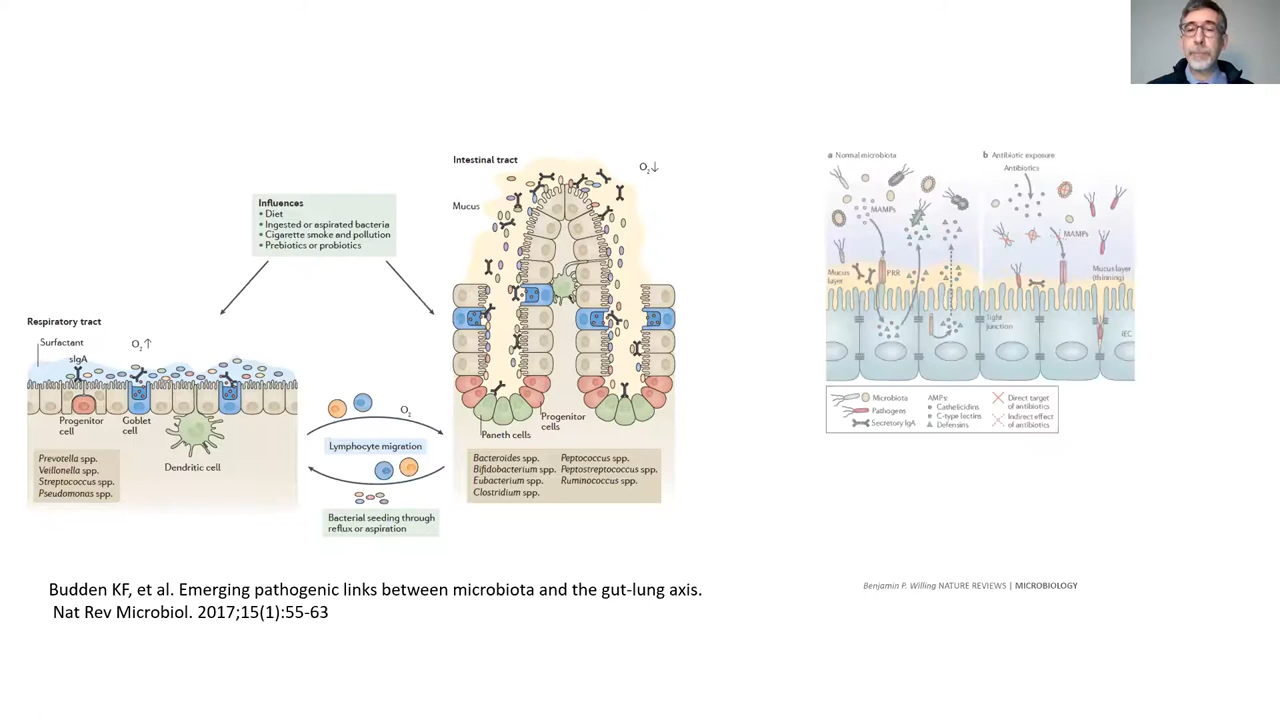 Influences
• Diet
• Ingested or aspirated bacteria
• Cigarette smoke and pollution
• Prebiotics or probiotics
Respiratory tract
Surfactant
sIgA
O₂↑
Progenitor
cell
Goblet
cell
Dendritic cell
Prevotella spp.
Veillonella spp.
Streptococcus spp.
Pseudomonas spp.
O₂
Lymphocyte migration
Bacterial seeding through
reflux or aspiration
Intestinal tract
O₂↓
Mucus
Progenitor
cells
Paneth cells
Bacteroides spp.
Bifidobacterium spp.
Eubacterium spp.
Clostridium spp.
Peptococcus spp.
Peptostreptococcus spp.
Ruminococcus spp.
a Normal microbiota
MAMPs
Mucus
layer
PRR
Tight
junction
b Antibiotic exposure
Antibiotics
MAMPs
Mucus layer
(thinning)
IEC
Microbiota
Pathogens
Secretory IgA
AMPs:
Cathelicidins
C-type lectins
Defensins
Direct target
of antibiotics
Indirect effect
of antibiotics
Budden KF, et al. Emerging pathogenic links between microbiota and the gut-lung axis.
Nat Rev Microbiol. 2017;15(1):55-63
Benjamin P. Willing NATURE REVIEWS | MICROBIOLOGY